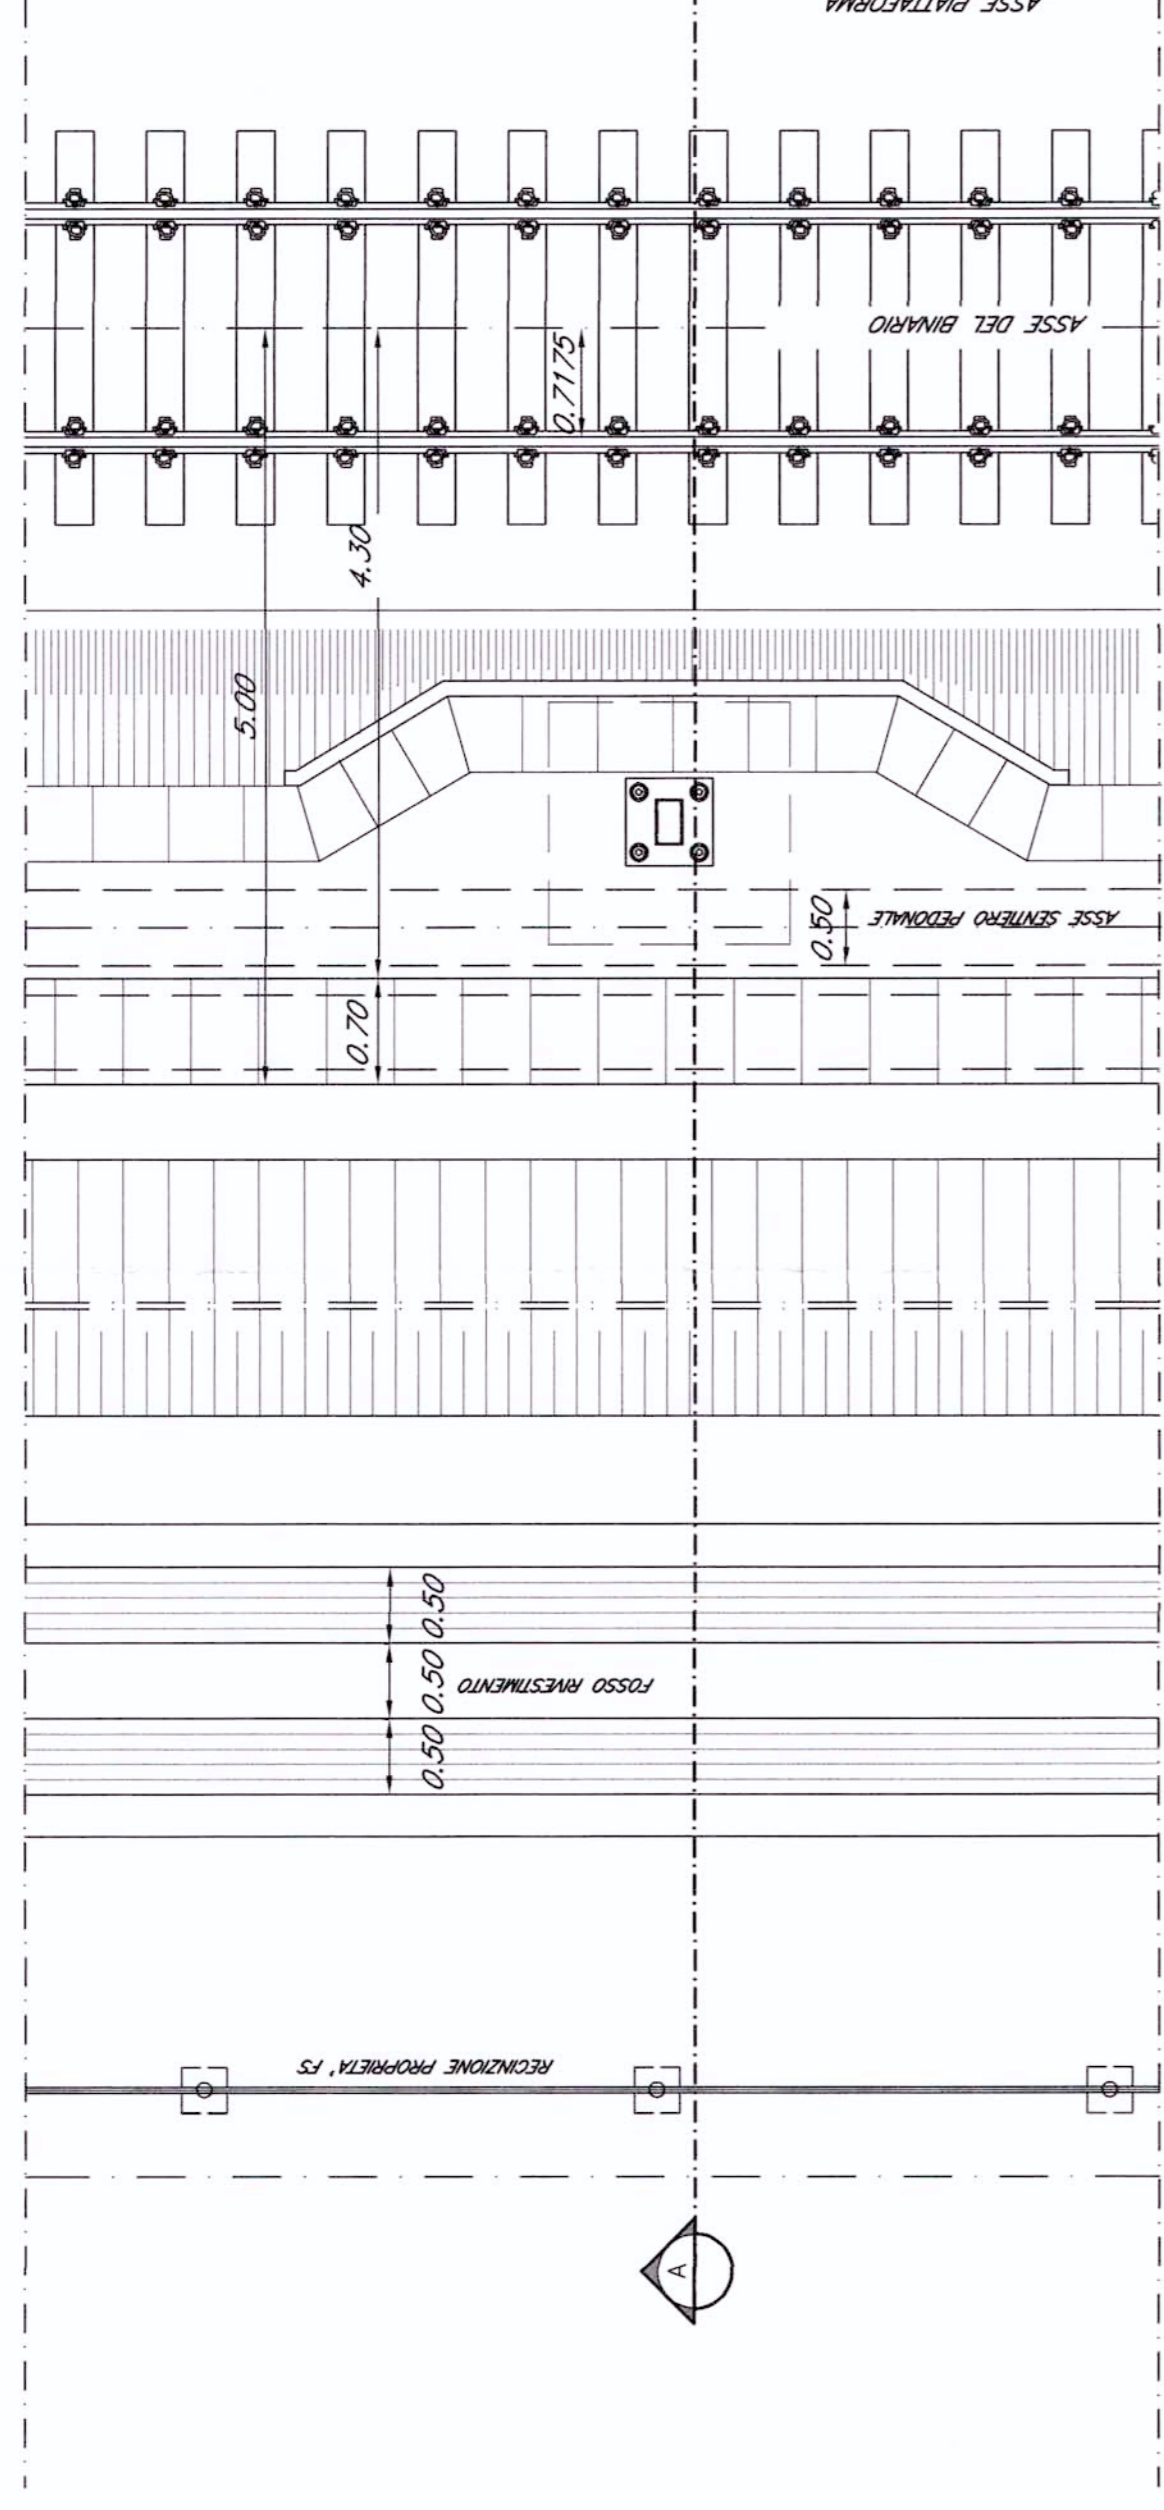 ASSE PIATTAFORMA
ASSE DEL BINARIO
0.7175
4.30
5.00
ASSE SENTIERO PEDONALE
0.50
0.70
0.50
0.50
0.50
FOSSO RIVESTIMENTO
RECINZIONE PROPRIETA' FS
A